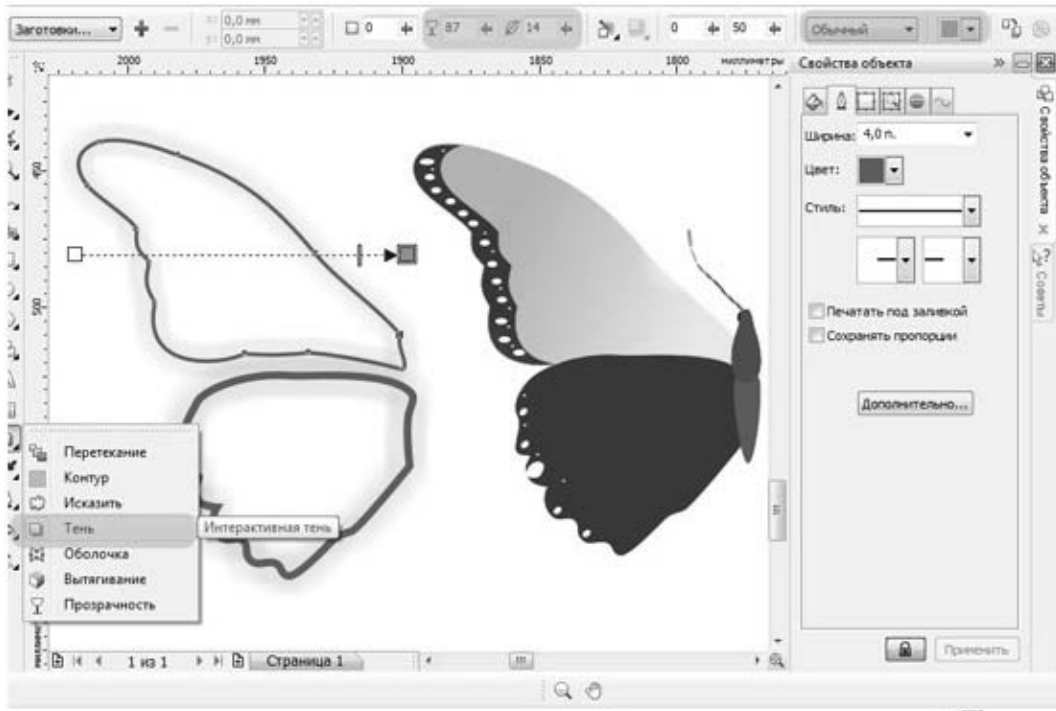 Заготовки...
x: 0,0 мм
y: 0,0 мм
0
87
14
0
50
Обычный
2000 1950 1900 1850 1800 миллиметры
450
500
Свойства объекта
Ширина: 4,0 п.
Цвет:
Стиль:
Печатать под заливкой
Сохранять пропорции
Дополнительно...
Применить
Свойства объекта
Советы
Перетекание
Контур
Исказить
Тень
Интерактивная тень
Оболочка
Вытягивание
Прозрачность
1 из 1
Страница 1